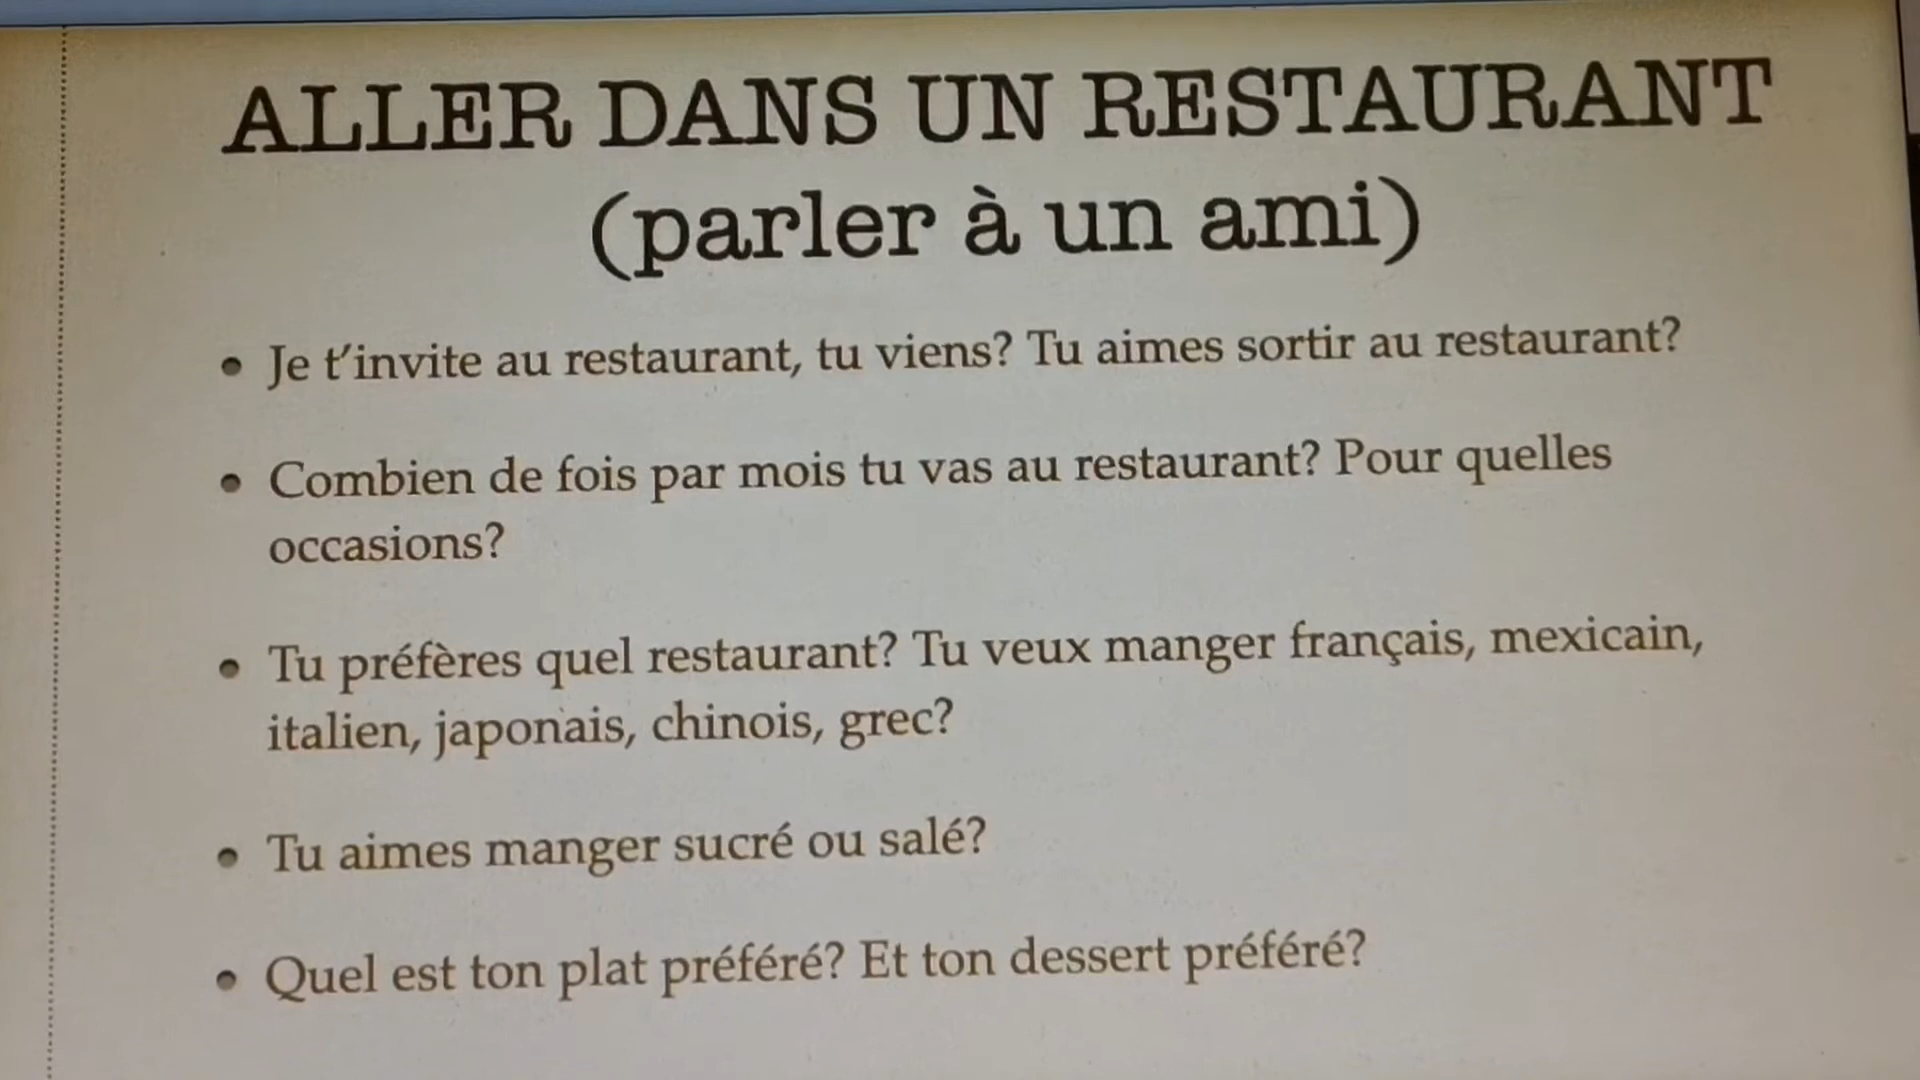 ALLER DANS UN RESTAURANT
(parler à un ami)
• Je t'invite au restaurant, tu viens? Tu aimes sortir au restaurant?
• Combien de fois par mois tu vas au restaurant? Pour quelles
occasions?
• Tu préfères quel restaurant? Tu veux manger français, mexicain,
italien, japonais, chinois, grec?
• Tu aimes manger sucré ou salé?
• Quel est ton plat préféré? Et ton dessert préféré?